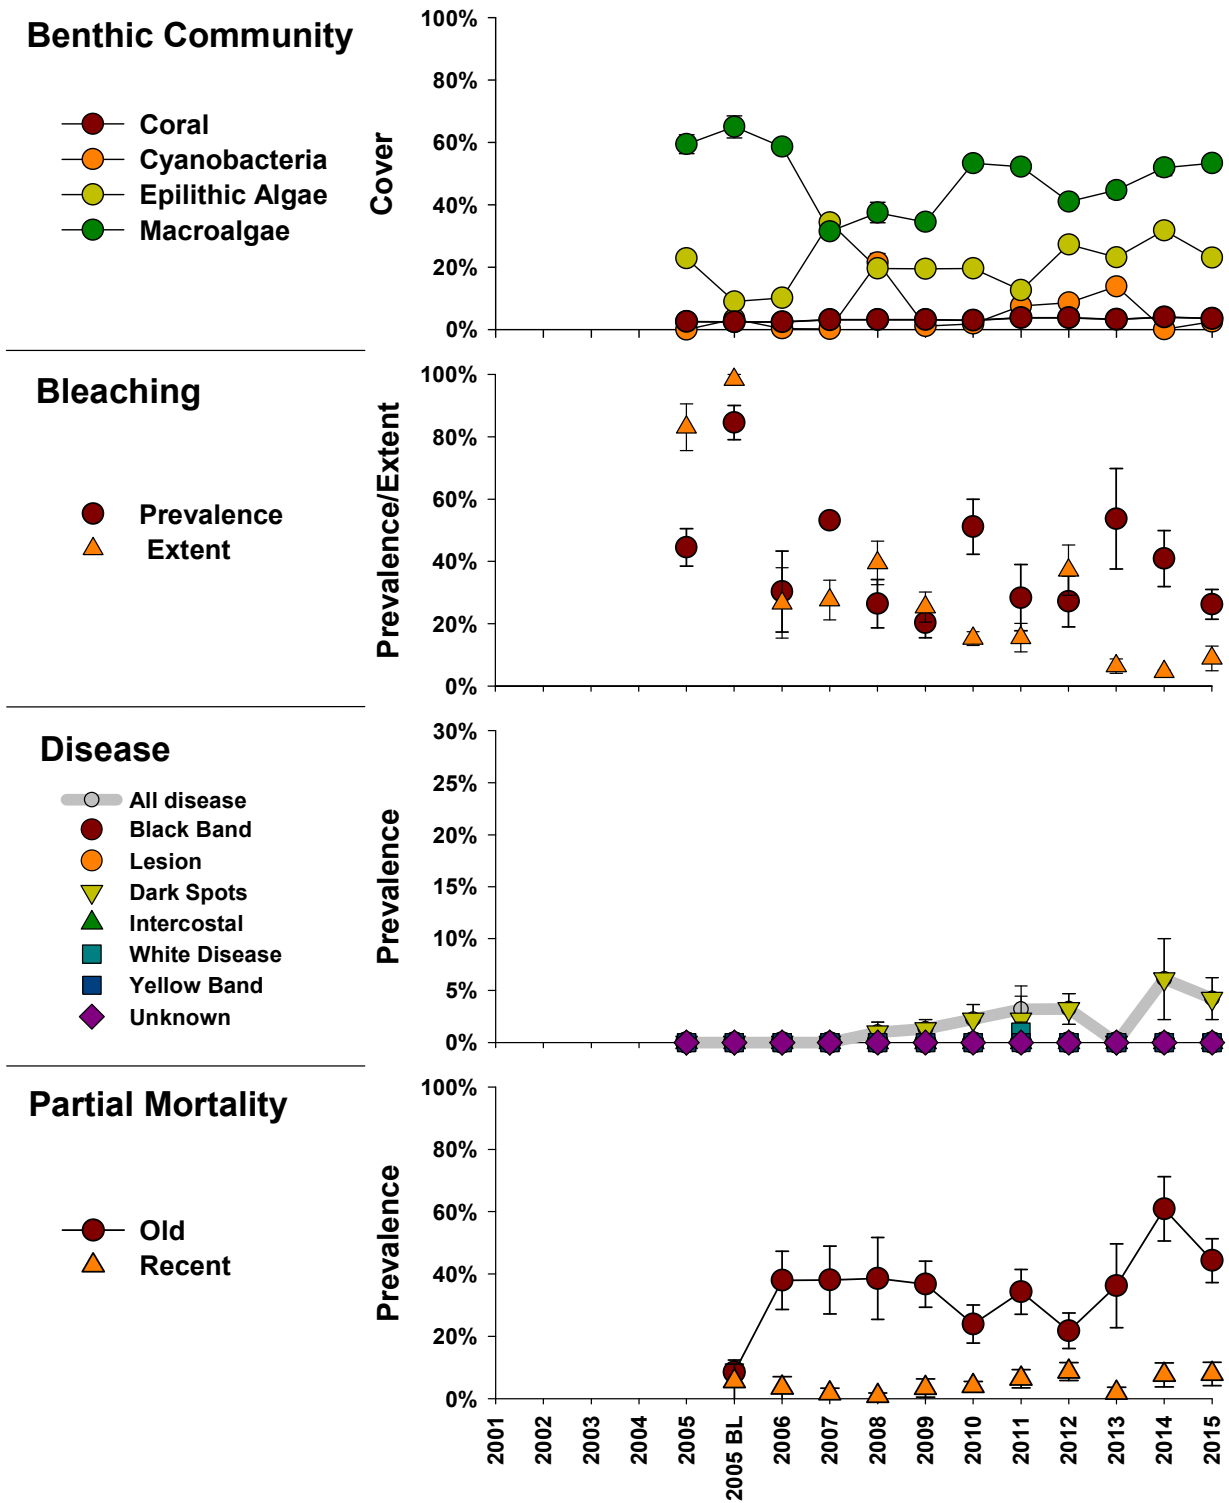 Benthic Community
Coral
Cyanobacteria
Epilithic Algae
Macroalgae
Cover
100%
80%
60%
40%
20%
0%
Bleaching
Prevalence
Extent
Prevalence/Extent
100%
80%
60%
40%
20%
0%
Disease
All disease
Black Band
Lesion
Dark Spots
Intercostal
White Disease
Yellow Band
Unknown
Prevalence
30%
25%
20%
15%
10%
5%
0%
Partial Mortality
Old
Recent
Prevalence
100%
80%
60%
40%
20%
0%
2001
2002
2003
2004
2005
2005 BL
2006
2007
2008
2009
2010
2011
2012
2013
2014
2015